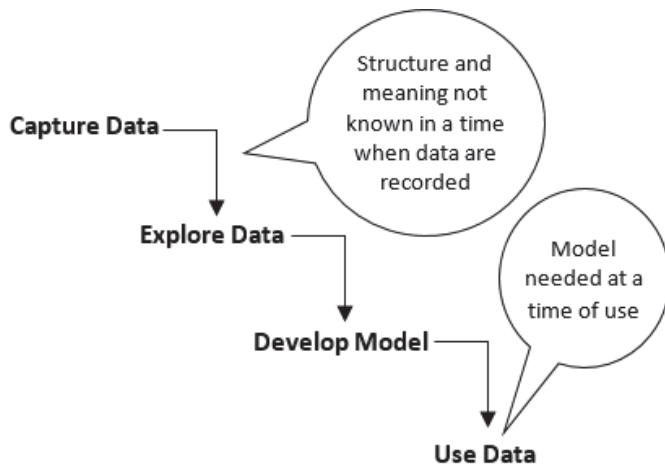 Structure and
meaning not
known in a time
when data are
recorded
Capture Data
Explore Data
Model
needed at a
time of use
Develop Model
Use Data